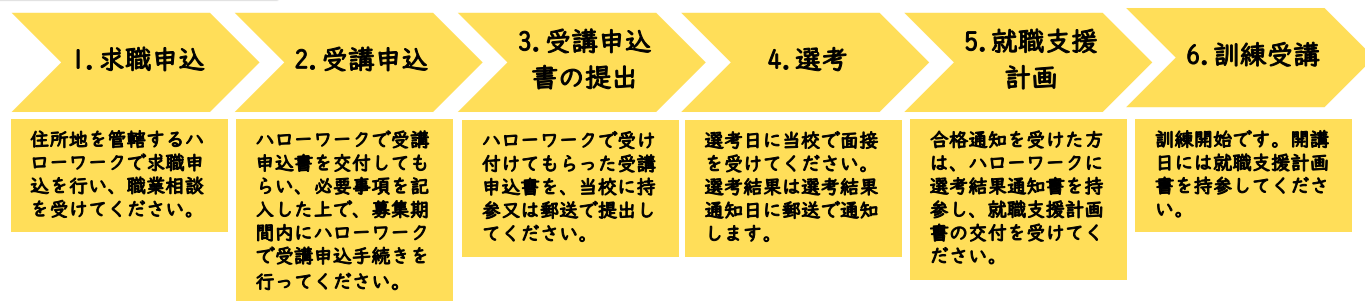 1.求職申込
住所地を管轄するハ
ローワークで求職申
込を行い、職業相談
を受けてください。
2.受講申込
ハローワークで受講
申込書を交付しても
らい、必要事項を記
入した上で、募集期
間内にハローワーク
で受講申込手続きを
行ってください。
3.受講申込
書の提出
ハローワークで受け
付けてもらった受講
申込書を、当校に持
参又は郵送で提出し
てください。
4.選考
選考日に当校で面接
を受けてください。
選考結果は選考結果
通知日に郵送で通知
します。
5.就職支援
計画
合格通知を受けた方
は、ハローワークに
選考結果通知書を持
参し、就職支援計画
書の交付を受けてく
ださい。
6.訓練受講
訓練開始です。開講
日には就職支援計画
書を持参してくださ
い。